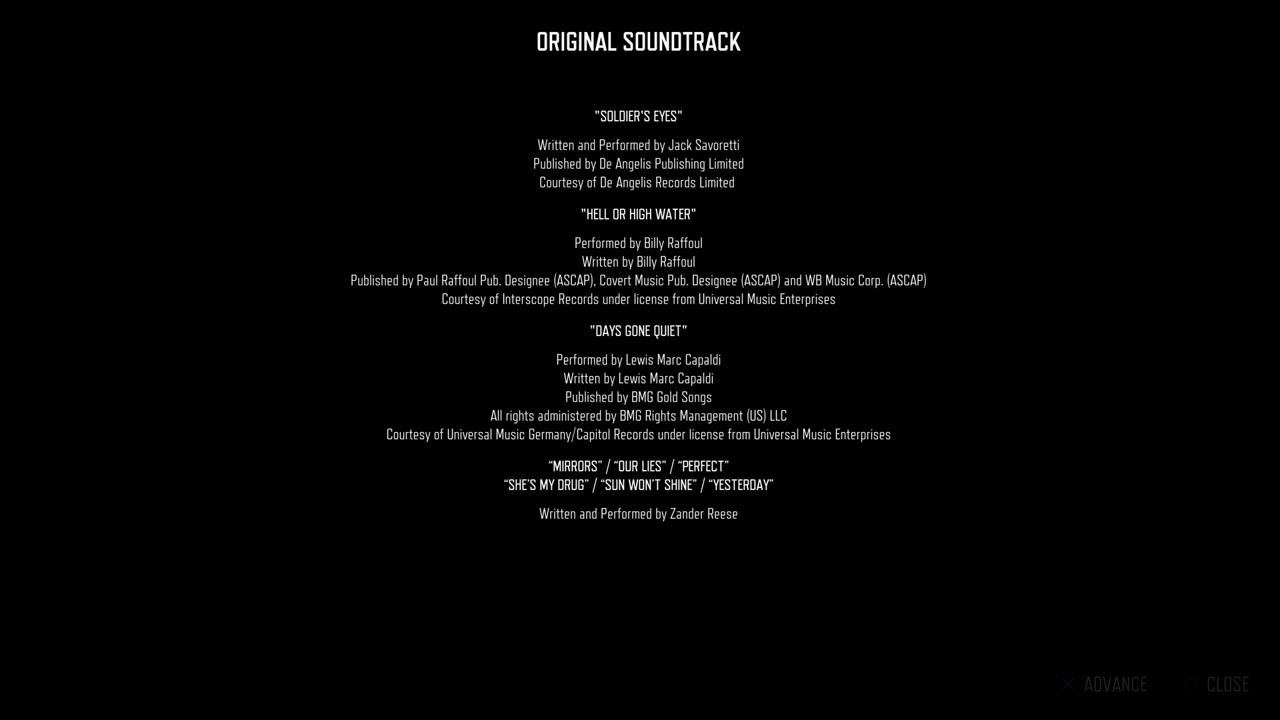 ORIGINAL SOUNDTRACK
"SOLDIER'S EYES"
Written and Performed by Jack Savoretti
Published by De Angelis Publishing Limited
Courtesy of De Angelis Records Limited
"HELL OR HIGH WATER"
Performed by Billy Raffoul
Written by Billy Raffoul
Published by Paul Raffoul Pub. Designee (ASCAP), Covert Music Pub. Designee (ASCAP) and WB Music Corp. (ASCAP)
Courtesy of Interscope Records under license from Universal Music Enterprises
"DAYS GONE QUIET"
Performed by Lewis Marc Capaldi
Written by Lewis Marc Capaldi
Published by BMG Gold Songs
All rights administered by BMG Rights Management (US) LLC
Courtesy of Universal Music Germany/Capitol Records under license from Universal Music Enterprises
“MIRRORS” / “OUR LIES” / “PERFECT”
“SHE’S MY DRUG” / “SUN WON’T SHINE” / “YESTERDAY”
Written and Performed by Zander Reese
ADVANCE CLOSE